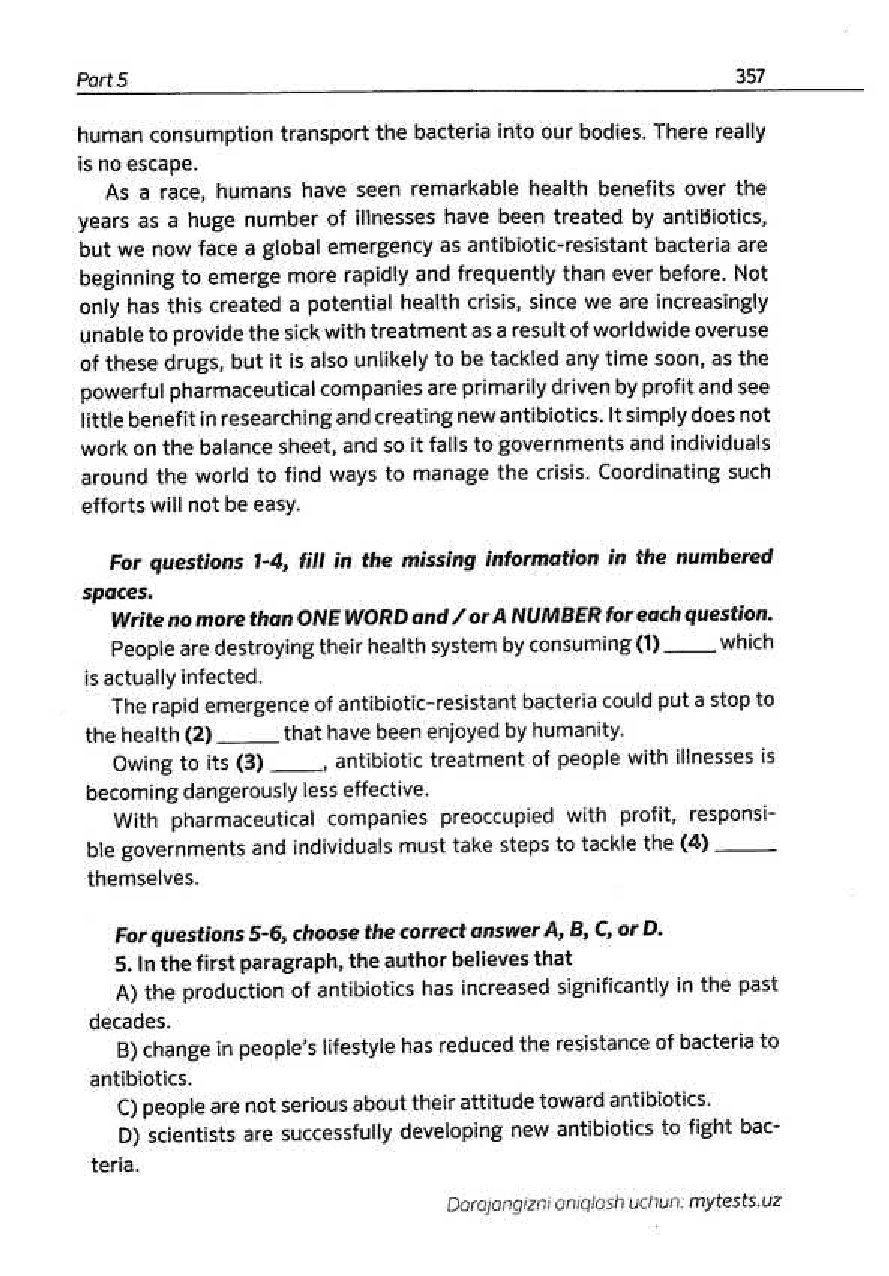 Part 5
357
human consumption transport the bacteria into our bodies. There really
is no escape.
As a race, humans have seen remarkable health benefits over the
years as a huge number of illnesses have been treated by antibiotics,
but we now face a global emergency as antibiotic-resistant bacteria are
beginning to emerge more rapidly and frequently than ever before. Not
only has this created a potential health crisis, since we are increasingly
unable to provide the sick with treatment as a result of worldwide overuse
of these drugs, but it is also unlikely to be tackled any time soon, as the
powerful pharmaceutical companies are primarily driven by profit and see
little benefit in researching and creating new antibiotics. It simply does not
work on the balance sheet, and so it falls to governments and individuals
around the world to find ways to manage the crisis. Coordinating such
efforts will not be easy.
For questions 1-4, fill in the missing information in the numbered
spaces.
Write no more than ONE WORD and / or A NUMBER for each question.
People are destroying their health system by consuming (1) ____ which
is actually infected.
The rapid emergence of antibiotic-resistant bacteria could put a stop to
the health (2) _____ that have been enjoyed by humanity.
Owing to its (3) ____, antibiotic treatment of people with illnesses is
becoming dangerously less effective.
With pharmaceutical companies preoccupied with profit, responsi-
ble governments and individuals must take steps to tackle the (4) _____
themselves.
For questions 5-6, choose the correct answer A, B, C, or D.
5. In the first paragraph, the author believes that
A) the production of antibiotics has increased significantly in the past
decades.
B) change in people's lifestyle has reduced the resistance of bacteria to
antibiotics.
C) people are not serious about their attitude toward antibiotics.
D) scientists are successfully developing new antibiotics to fight bac-
teria.
Darajangizni aniqlash uchun: mytests.uz